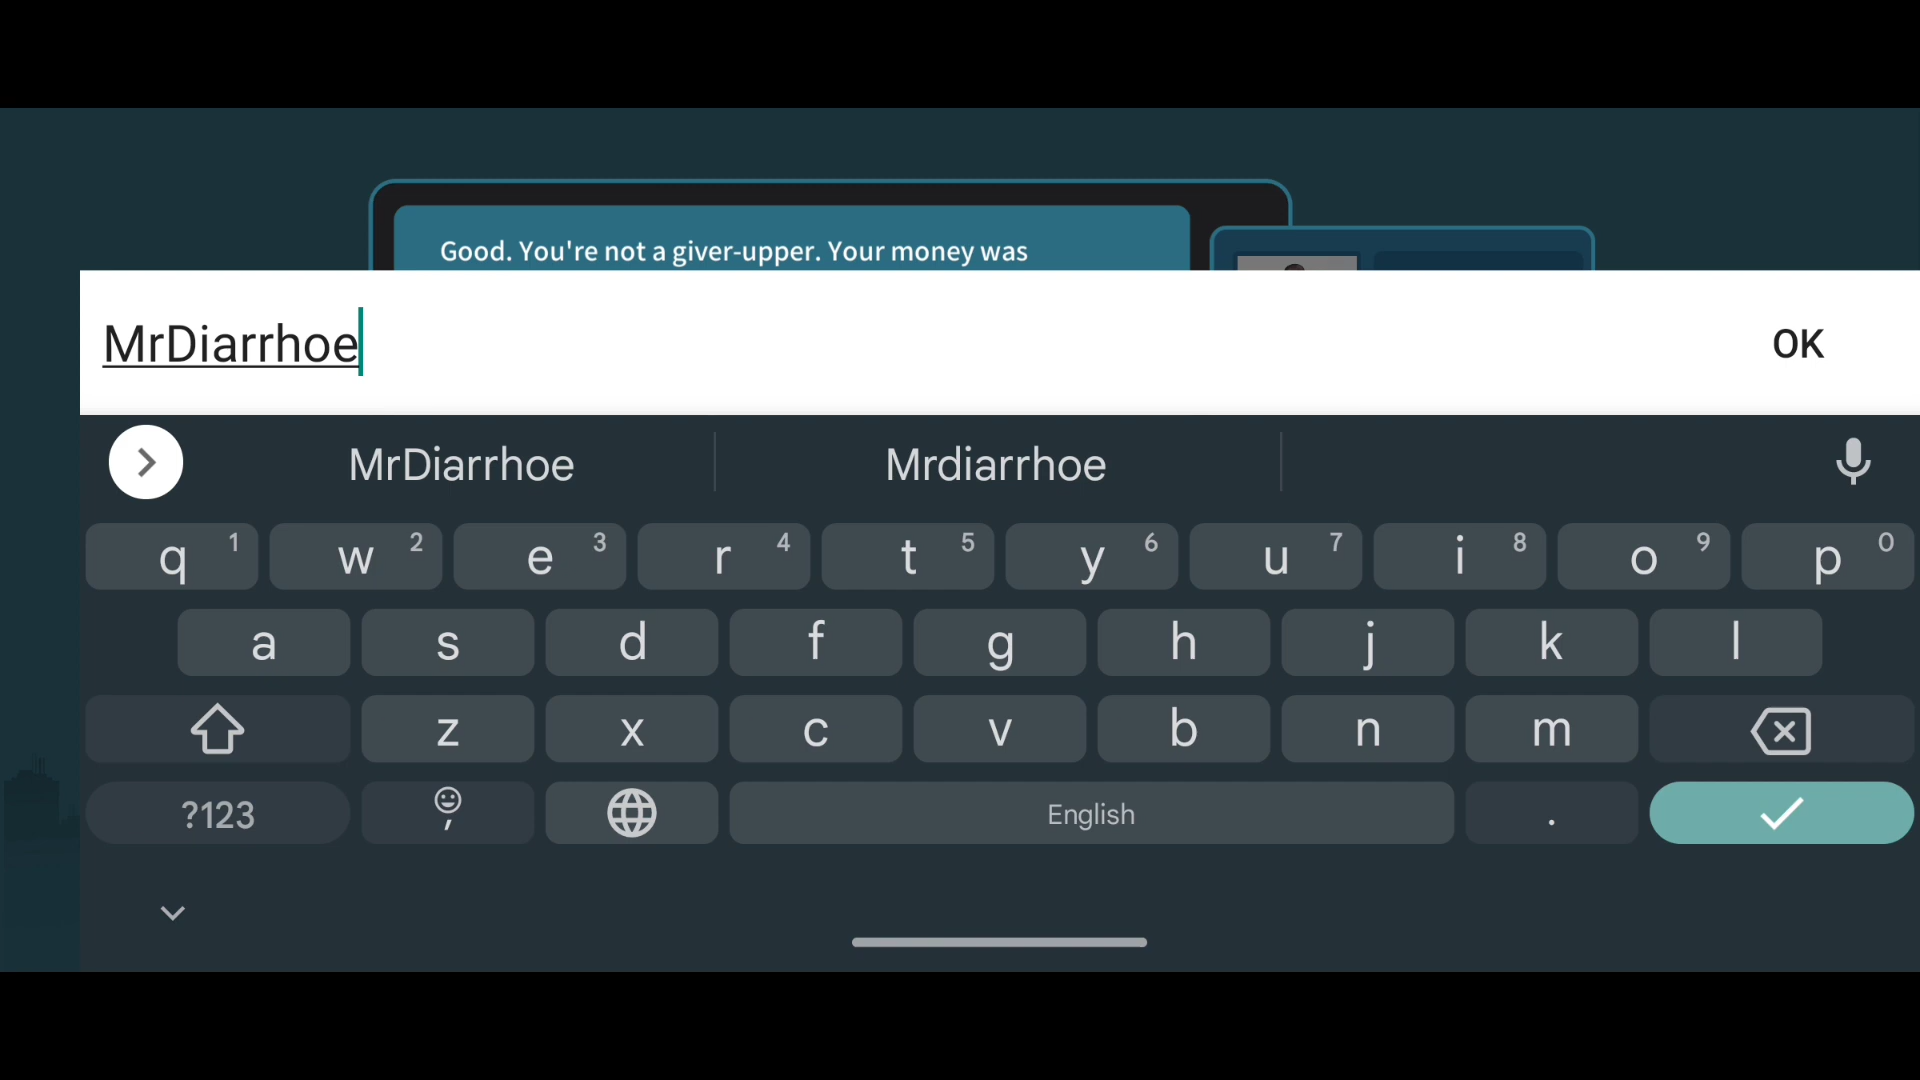 Good. You're not a giver-upper. Your money was
MrDiarrhoe
OK
MrDiarrhoe Mrdiarrhoe
q 1 w 2 e 3 r 4 t 5 y 6 u 7 i 8 o 9 p 0
a s d f g h j k l
z x c v b n m
?123 , English .